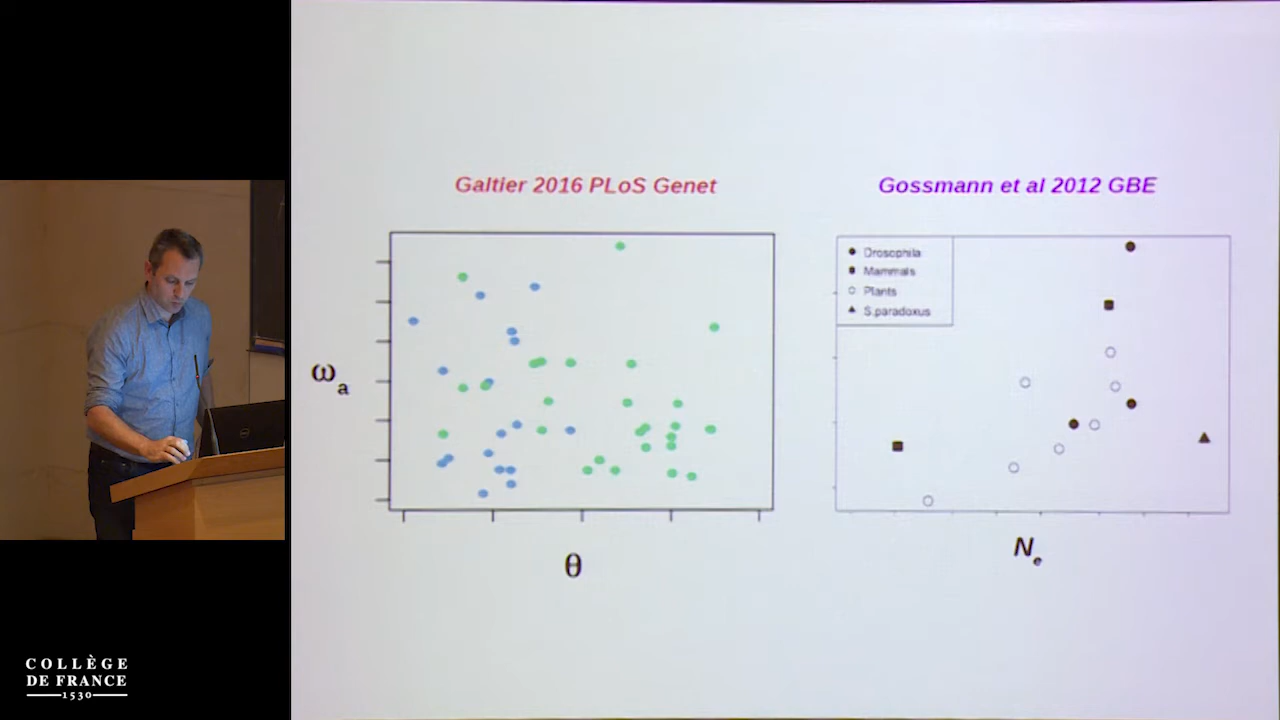 Galtier 2016 PLoS Genet
Gossmann et al 2012 GBE
Drosophila
Mammals
Plants
S.paradoxus
ωa
θ
Ne
COLLÈGE
DE FRANCE
1530